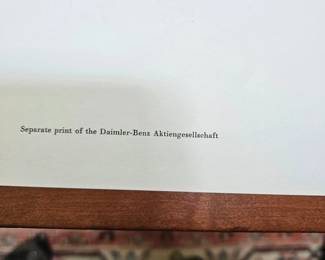 Separate print of the Daimler-Benz Aktiengesellschaft